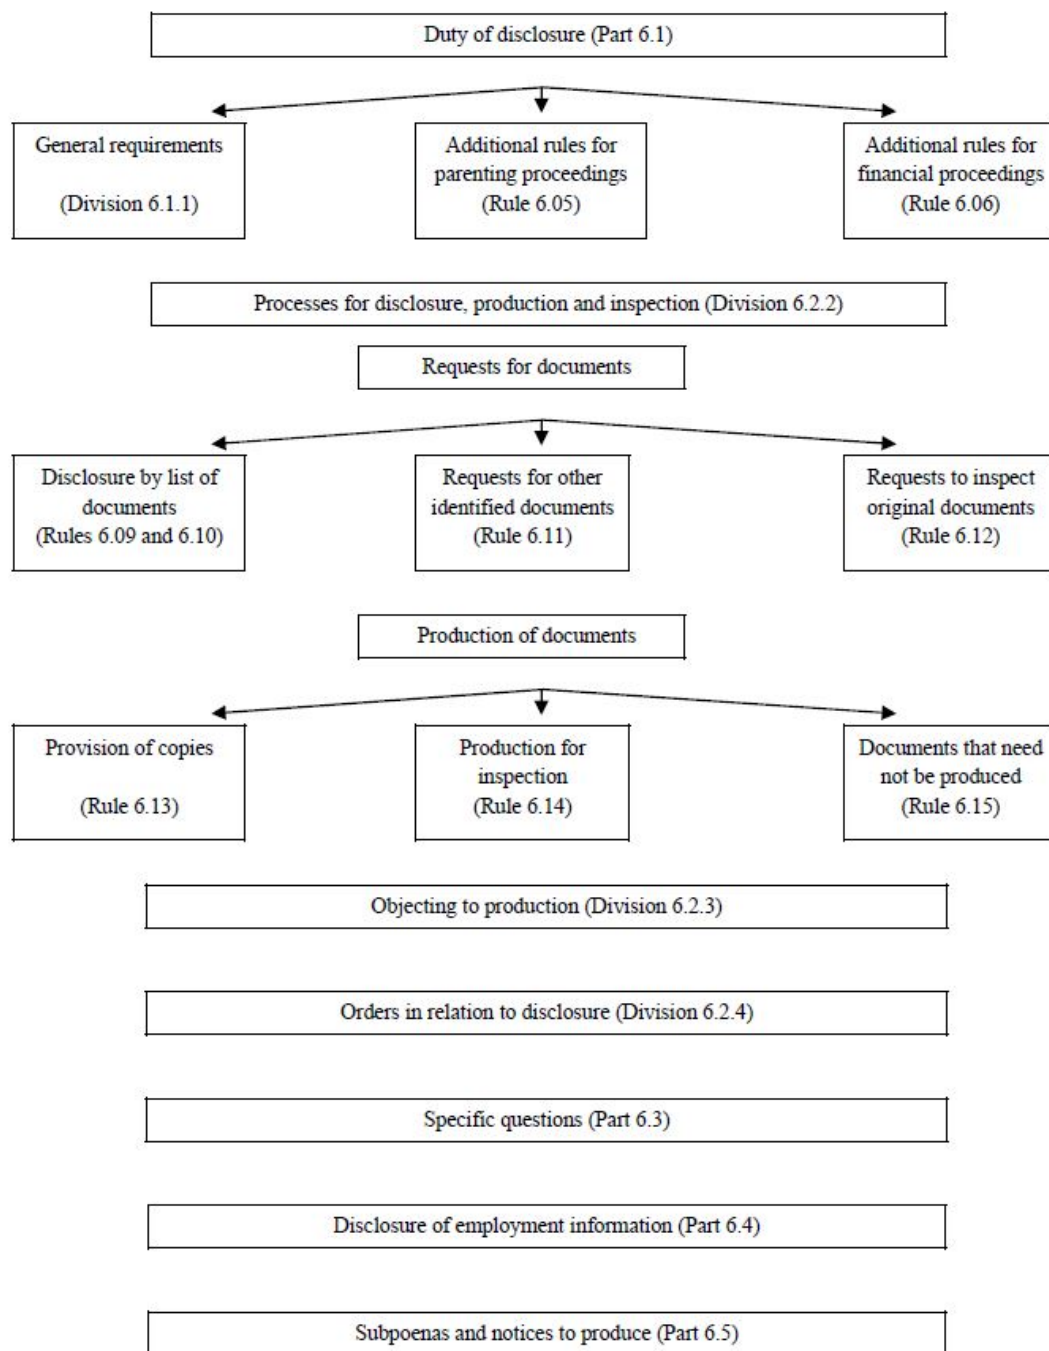 Duty of disclosure (Part 6.1)
General requirements
(Division 6.1.1)
Additional rules for
parenting proceedings
(Rule 6.05)
Additional rules for
financial proceedings
(Rule 6.06)
Processes for disclosure, production and inspection (Division 6.2.2)
Requests for documents
Disclosure by list of
documents
(Rules 6.09 and 6.10)
Requests for other
identified documents
(Rule 6.11)
Requests to inspect
original documents
(Rule 6.12)
Production of documents
Provision of copies
(Rule 6.13)
Production for
inspection
(Rule 6.14)
Documents that need
not be produced
(Rule 6.15)
Objecting to production (Division 6.2.3)
Orders in relation to disclosure (Division 6.2.4)
Specific questions (Part 6.3)
Disclosure of employment information (Part 6.4)
Subpoenas and notices to produce (Part 6.5)